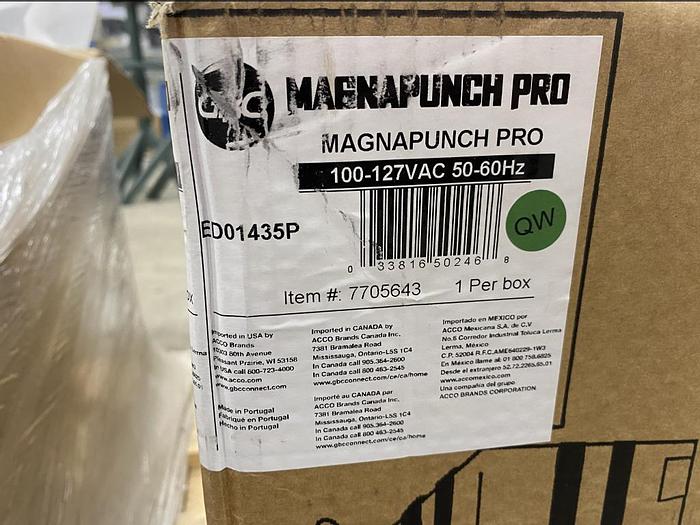 GBC MAGNAPUNCH PRO
MAGNAPUNCH PRO
100-127VAC 50-60Hz
QW
ED01435P
0 33816 50246 8
Item #: 7705643 1 Per box
Imported in USA by
ACCO Brands
80th Avenue
Pleasant Prairie, WI 53158
In USA call 800-723-4000
www.acco.com
www.gbcconnect.com
Made in Portugal
Fabriqué en Portugal
Hecho in Portugal
Imported in CANADA by
ACCO Brands Canada Inc.
7381 Bramalea Road
Mississauga, Ontario-L5S 1C4
In Canada call 905.364-2600
In Canada call 800 463-2545
www.gbcconnect.com/ce/ca/home
Importé au CANADA par
ACCO Brands Canada Inc.
7381 Bramalea Road
Mississauga, Ontario-L5S 1C4
In Canada call 905.364-2600
In Canada call 800 463-2545
www.gbcconnect.com/ce/ca/home
Importado en MEXICO por
ACCO Mexicana S.A. de C.V
No.5 Corredor Industrial Toluca Lerma
Lerma, México
C.P. 52004 R.F.C.AME640229-1W3
En México llame al: 01 800 758.6825
Desde el extranjero 52.72.2265.65.01
www.accomexico.com
Una compañía del grupo
ACCO BRANDS CORPORATION.